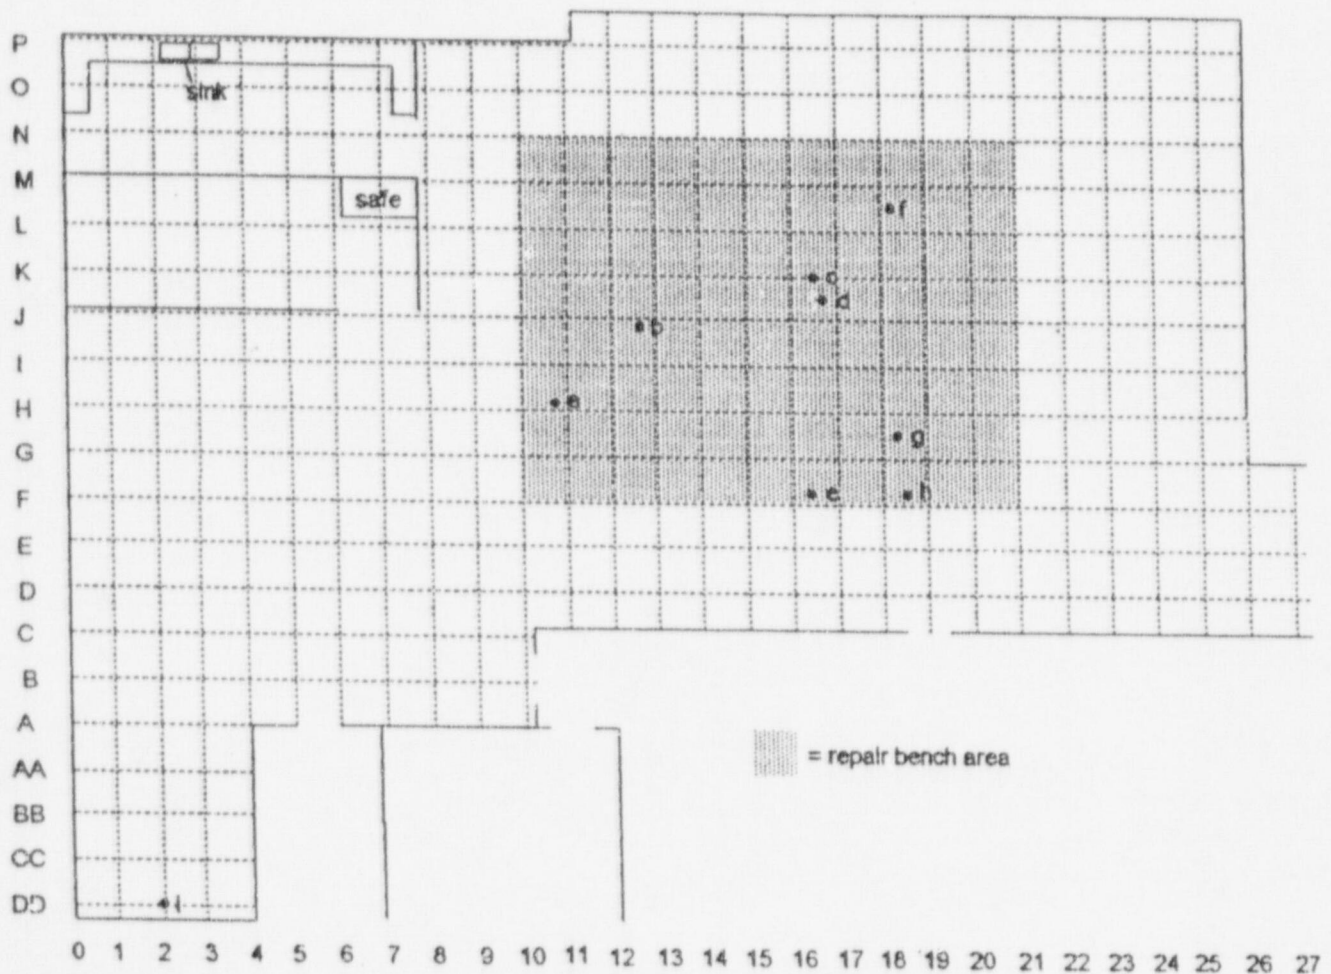 P
O
sink
N
M
safe
L
f
K
c
d
J
b
I
H
a
G
g
F
e h
E
D
C
B
A
AA
= repair bench area
BB
CC
DD
i
0 1 2 3 4 5 6 7 8 9 10 11 12 13 14 15 16 17 18 19 20 21 22 23 24 25 26 27